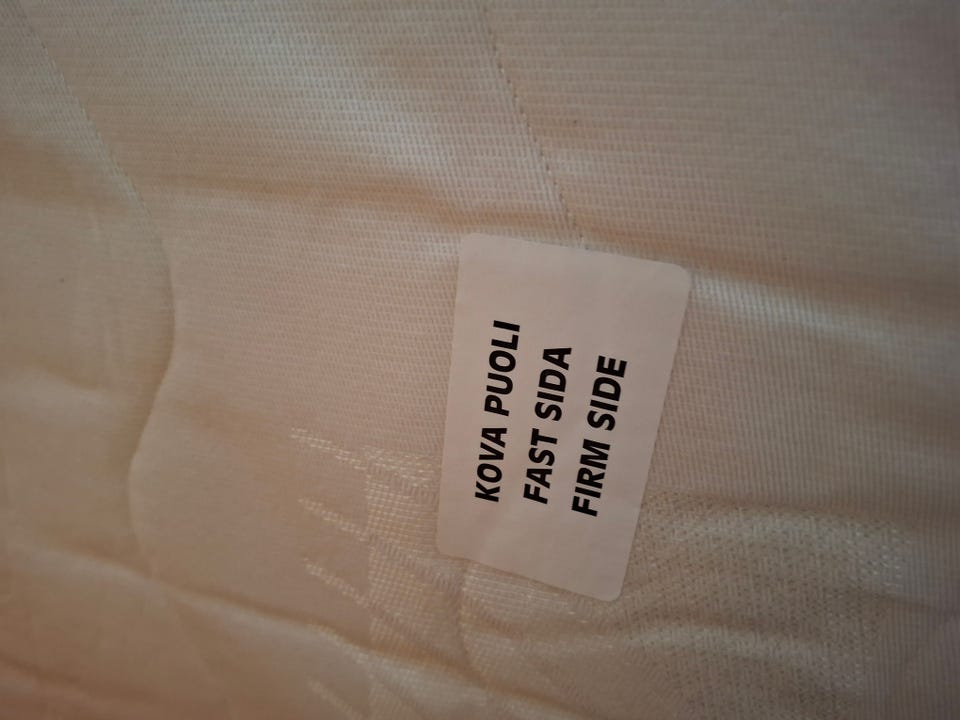 KOVA PUOLI
FAST SIDA
FIRM SIDE